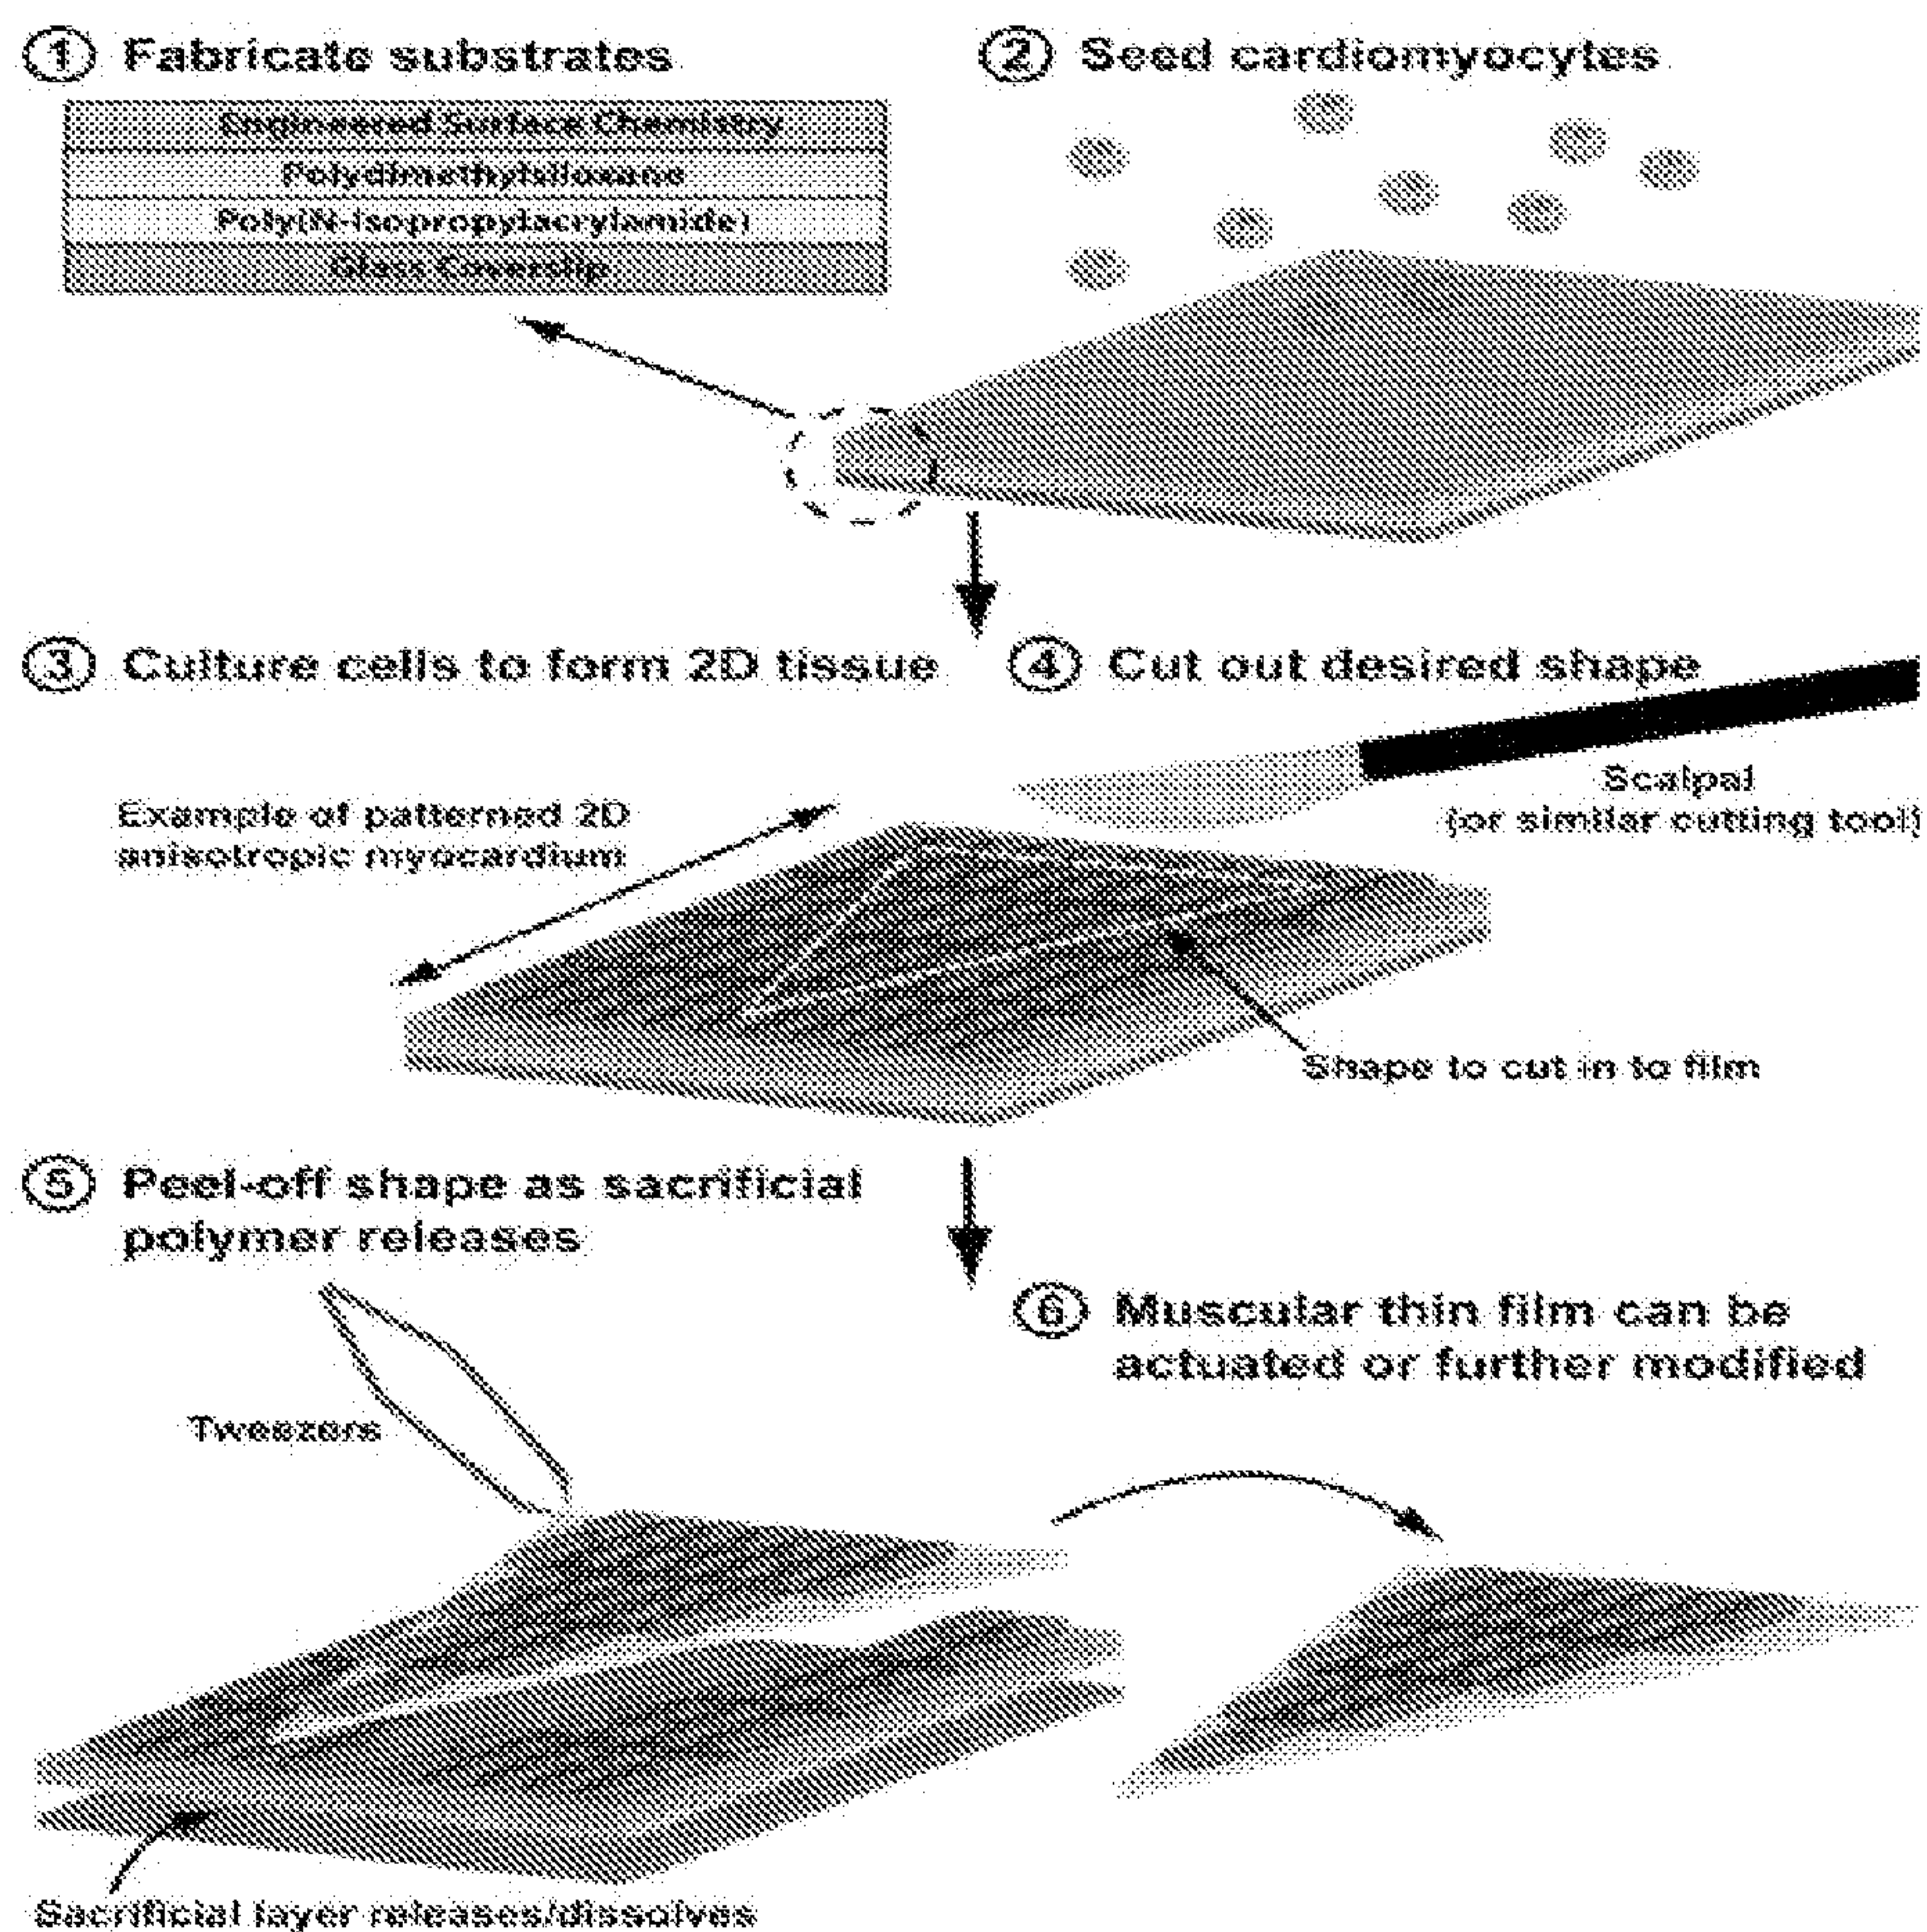 1 Fabricate substrates
Engineered Surface Chemistry
Polydimethylsiloxane
Poly(N-isopropylacrylamide)
Glass Coverslip
2 Seed cardiomyocytes
3 Culture cells to form 2D tissue
Example of patterned 2D
anisotropic myocardium
4 Cut out desired shape
Scalpal
(or similar cutting tool)
Shape to cut in to film
5 Peel-off shape as sacrificial
polymer releases
Tweezers
6 Muscular thin film can be
actuated or further modified
Sacrificial layer releases/dissolves